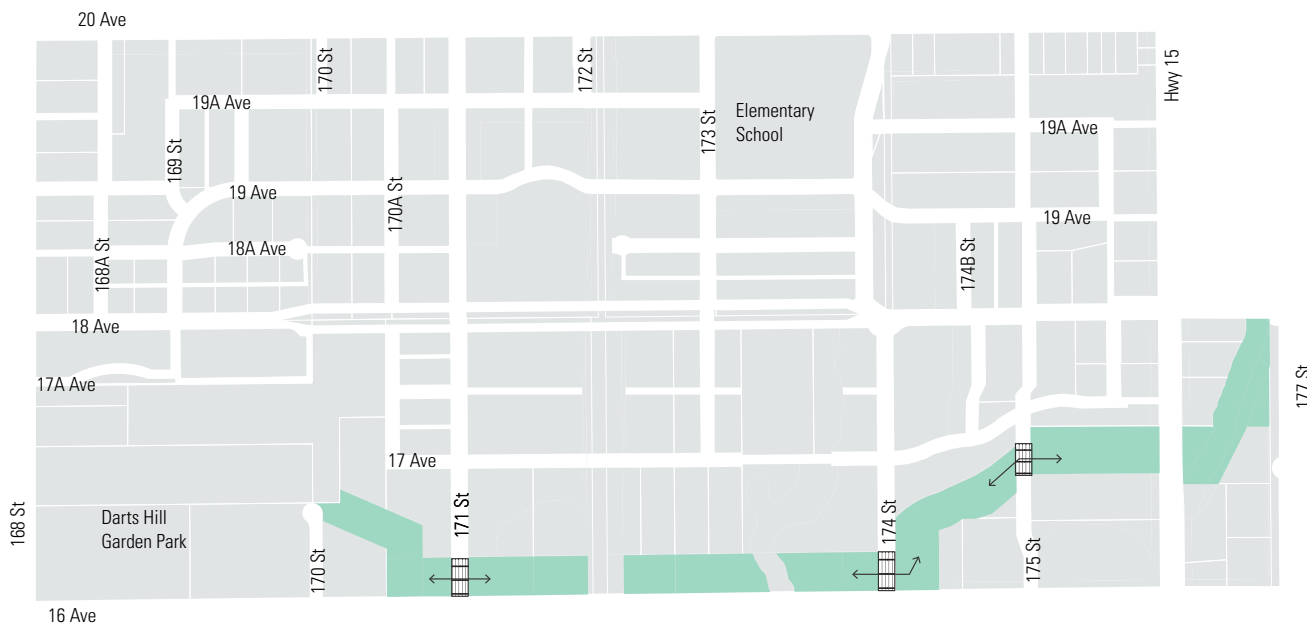 20 Ave
170 St
172 St
Hwy 15
19A Ave
Elementary
School
173 St
19A Ave
169 St
19 Ave
170A St
19 Ave
168A St
18A Ave
174B St
18 Ave
17A Ave
177 St
17 Ave
168 St
Darts Hill
Garden Park
171 St
174 St
170 St
175 St
16 Ave